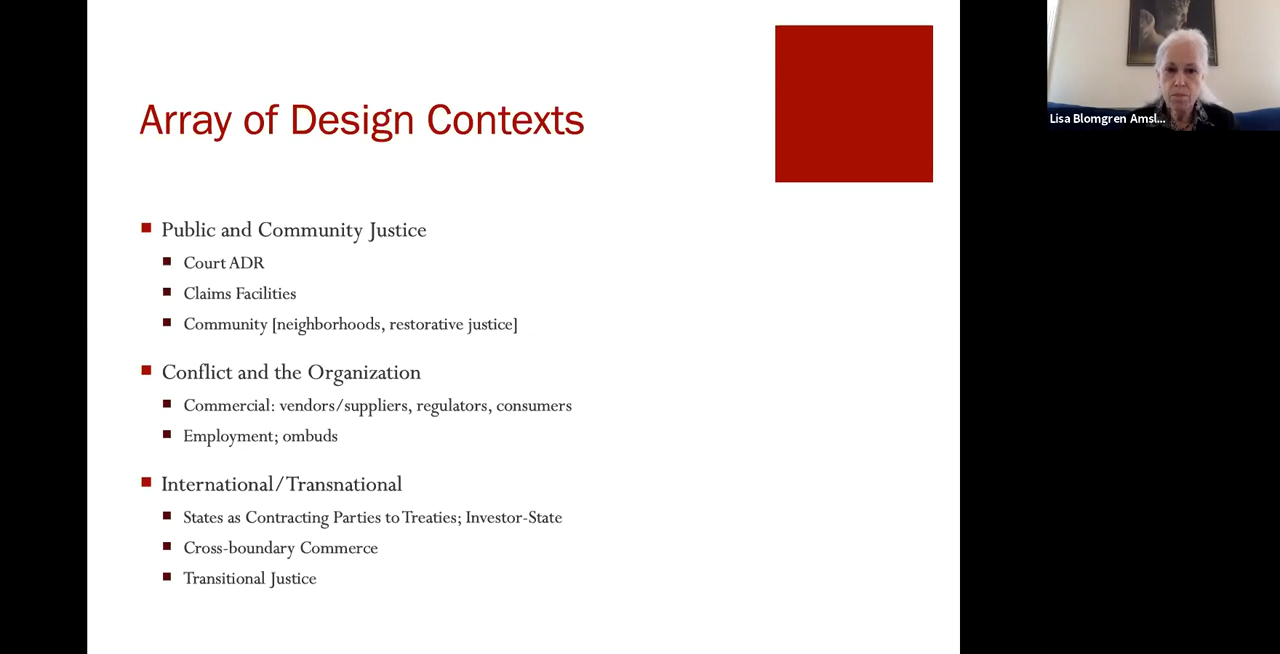 Array of Design Contexts
Lisa Blomgren Amsl...
Public and Community Justice
Court ADR
Claims Facilities
Community [neighborhoods, restorative justice]
Conflict and the Organization
Commercial: vendors/suppliers, regulators, consumers
Employment; ombuds
International/Transnational
States as Contracting Parties to Treaties; Investor-State
Cross-boundary Commerce
Transitional Justice